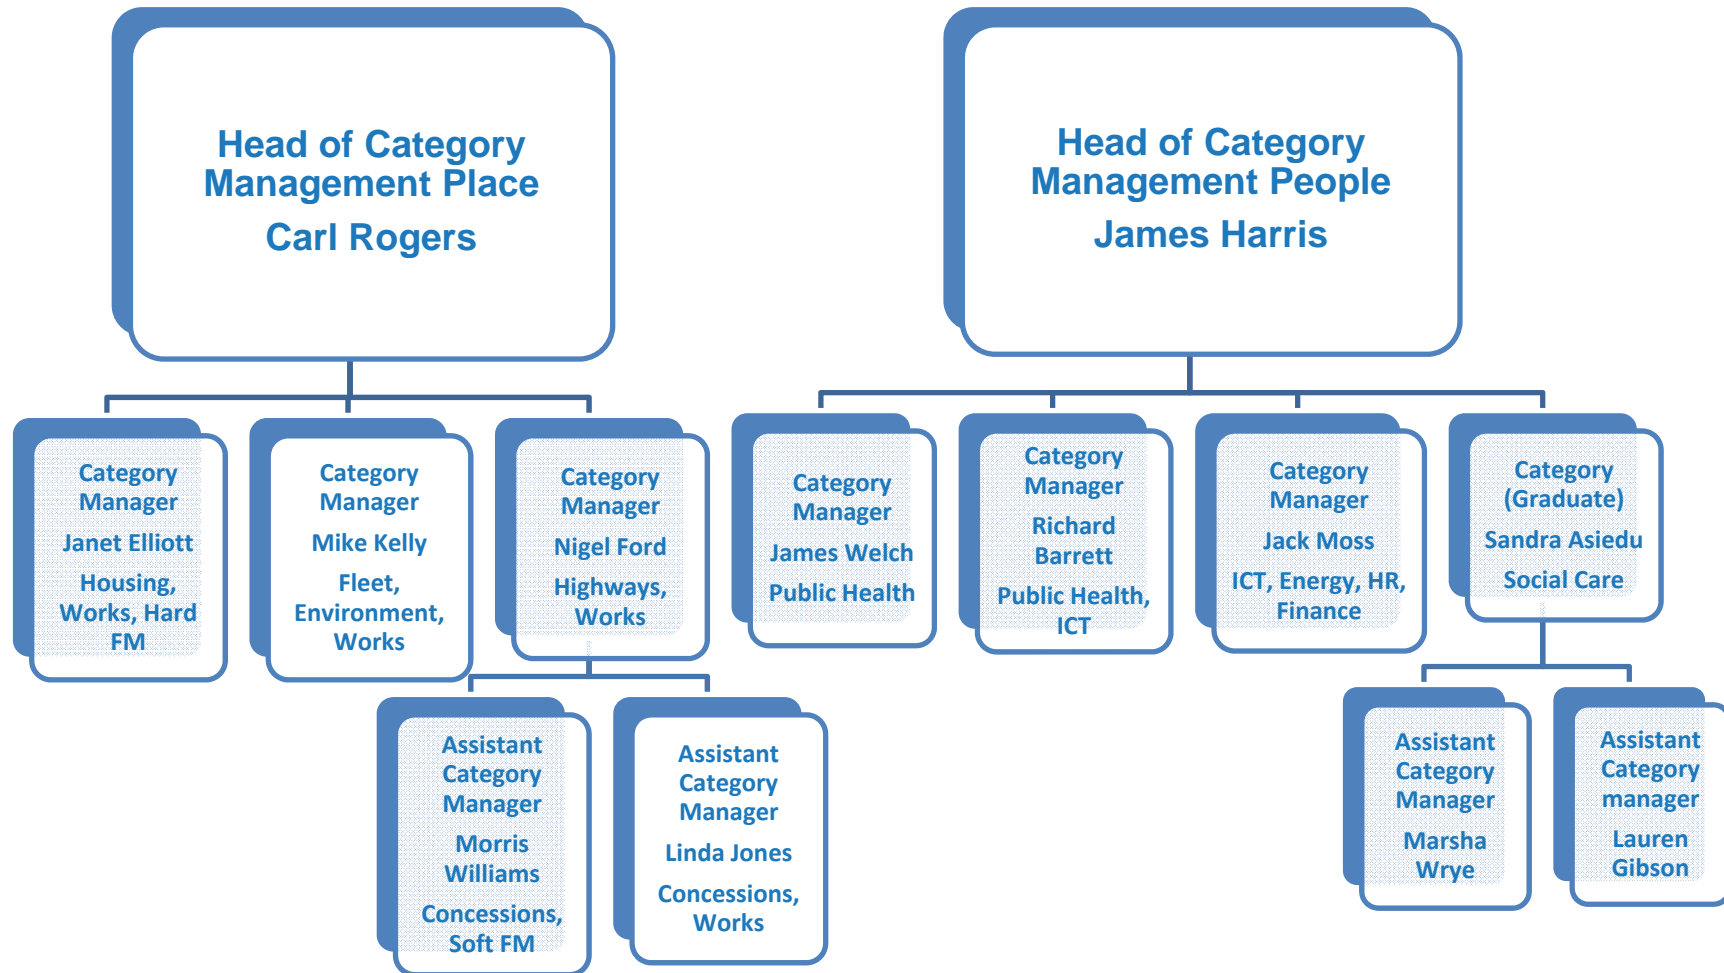 Head of Category
Management Place
Carl Rogers
Head of Category
Management People
James Harris
Category
Manager
Janet Elliott
Housing,
Works, Hard
FM
Category
Manager
Mike Kelly
Fleet,
Environment,
Works
Category
Manager
Nigel Ford
Highways,
Works
Category
Manager
James Welch
Public Health
Category
Manager
Richard
Barrett
Public Health,
ICT
Category
Manager
Jack Moss
ICT, Energy, HR,
Finance
Category
(Graduate)
Sandra Asiedu
Social Care
Assistant
Category
Manager
Morris
Williams
Concessions,
Soft FM
Assistant
Category
Manager
Linda Jones
Concessions,
Works
Assistant
Category
Manager
Marsha
Wrye
Assistant
Category
manager
Lauren
Gibson